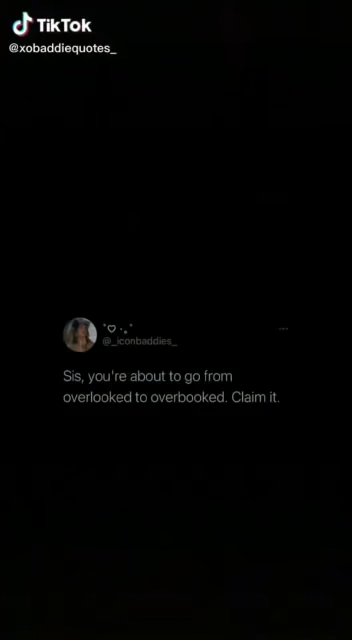 TikTok
@xobaddiequotes_
°♡ ·｡°
@_iconbaddies_
Sis, you're about to go from
overlooked to overbooked. Claim it.